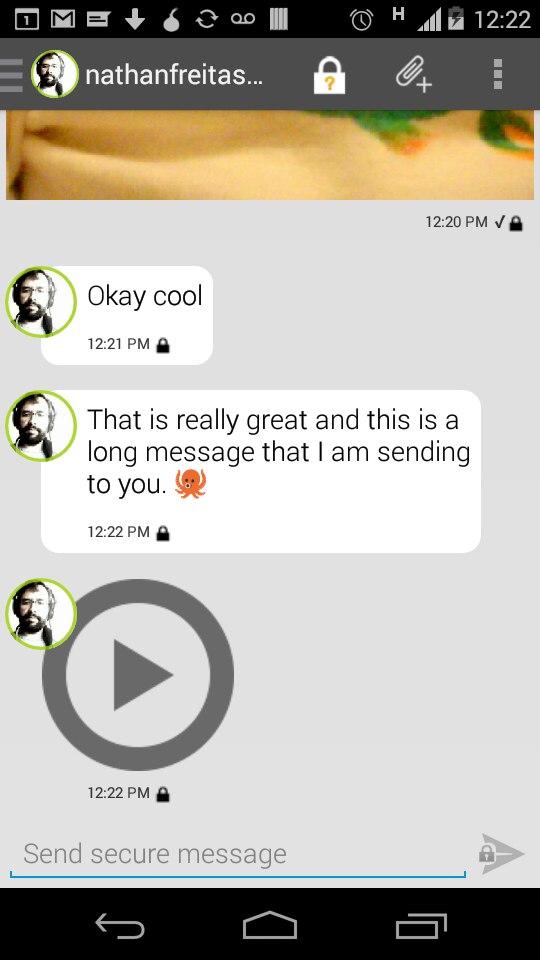 1
H
12:22
nathanfreitas...
?
12:20 PM ✓
Okay cool
12:21 PM
That is really great and this is a
long message that I am sending
to you. 🐙
12:22 PM
12:22 PM
Send secure message